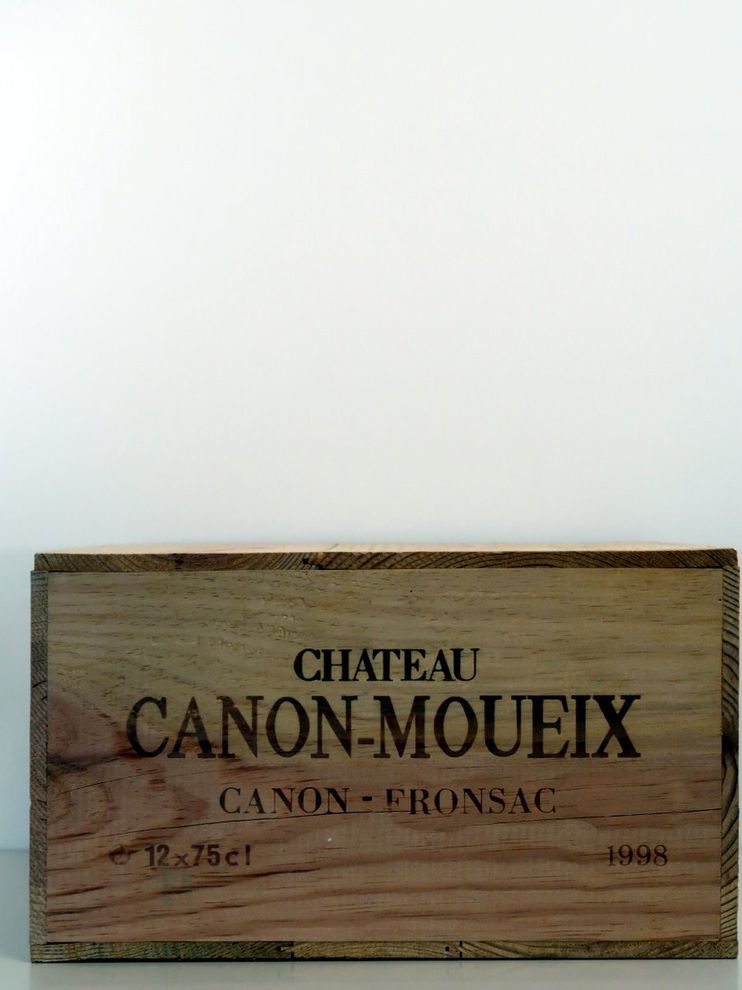 CHATEAU
CANON-MOUEIX
CANON - FRONSAC
e 12x75cl 1998